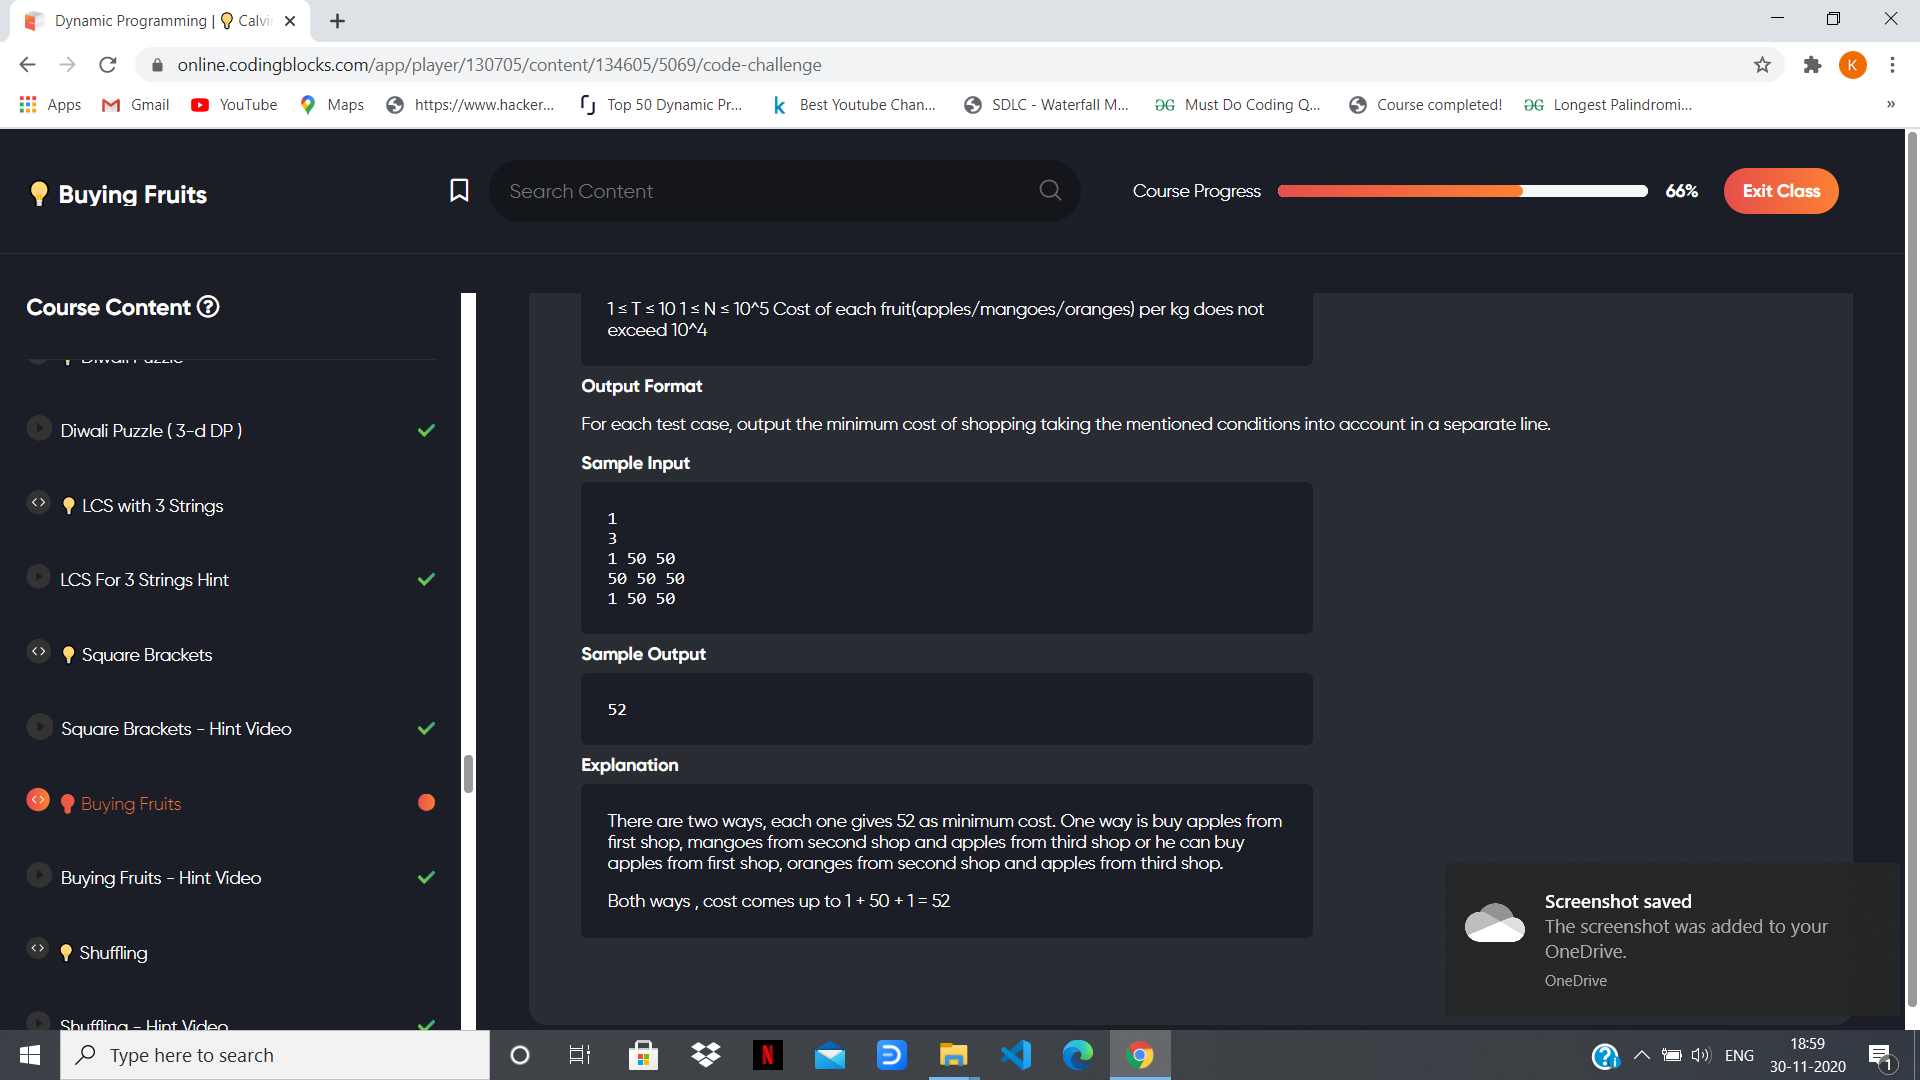 Dynamic Programming | Calvi
online.codingblocks.com/app/player/130705/content/134605/5069/code-challenge
K
Apps
Gmail
YouTube
Maps
https://www.hacker...
Top 50 Dynamic Pr...
Best Youtube Chan...
SDLC - Waterfall M...
Must Do Coding Q...
Course completed!
Longest Palindromi...
»
Buying Fruits
Search Content
Course Progress
66%
Exit Class
Course Content
Diwali Puzzle
Diwali Puzzle ( 3-d DP )
LCS with 3 Strings
LCS For 3 Strings Hint
Square Brackets
Square Brackets - Hint Video
Buying Fruits
Buying Fruits - Hint Video
Shuffling
Shuffling - Hint Video
1 ≤ T ≤ 10 1 ≤ N ≤ 10^5 Cost of each fruit(apples/mangoes/oranges) per kg does not
exceed 10^4
Output Format
For each test case, output the minimum cost of shopping taking the mentioned conditions into account in a separate line.
Sample Input
1
3
1 50 50
50 50 50
1 50 50
Sample Output
52
Explanation
There are two ways, each one gives 52 as minimum cost. One way is buy apples from
first shop, mangoes from second shop and apples from third shop or he can buy
apples from first shop, oranges from second shop and apples from third shop.
Both ways , cost comes up to 1 + 50 + 1 = 52
Screenshot saved
The screenshot was added to your
OneDrive.
OneDrive
Type here to search
ENG
18:59
30-11-2020
1